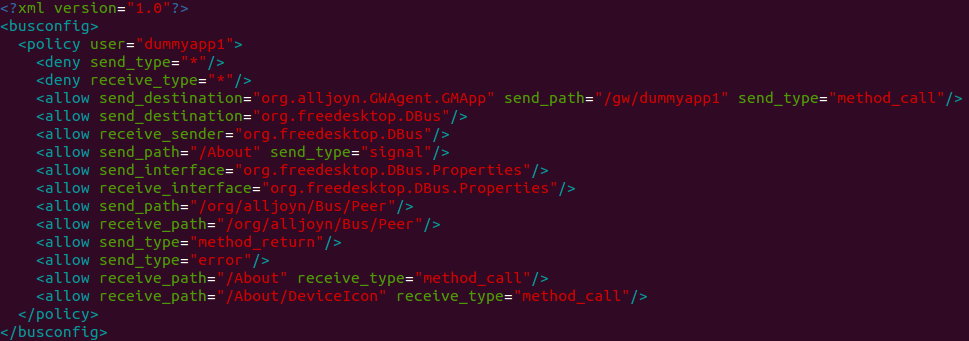 <?xml version="1.0"?>
<busconfig>
  <policy user="dummyapp1">
    <deny send_type="*"/>
    <deny receive_type="*"/>
    <allow send_destination="org.alljoyn.GWAgent.GMApp" send_path="/gw/dummyapp1" send_type="method_call"/>
    <allow send_destination="org.freedesktop.DBus"/>
    <allow receive_sender="org.freedesktop.DBus"/>
    <allow send_path="/About" send_type="signal"/>
    <allow send_interface="org.freedesktop.DBus.Properties"/>
    <allow receive_interface="org.freedesktop.DBus.Properties"/>
    <allow send_path="/org/alljoyn/Bus/Peer"/>
    <allow receive_path="/org/alljoyn/Bus/Peer"/>
    <allow send_type="method_return"/>
    <allow send_type="error"/>
    <allow receive_path="/About" receive_type="method_call"/>
    <allow receive_path="/About/DeviceIcon" receive_type="method_call"/>
  </policy>
</busconfig>